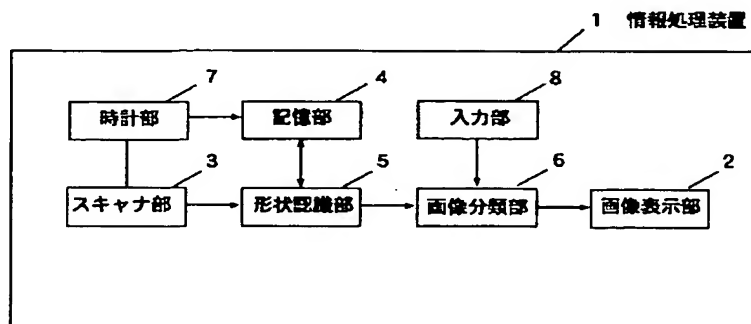 1 情報処理装置
7 4 8
時計部 記憶部 入力部
3 5 6 2
スキャナ部 形状認識部 画像分類部 画像表示部